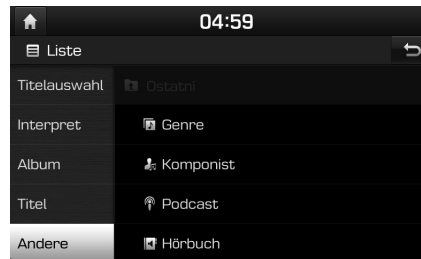 04:59
Liste
Titelauswahl
Ostatní
Interpret
Genre
Album
Komponist
Titel
Podcast
Andere
Hörbuch